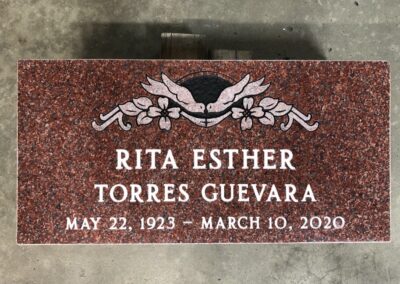 RITA ESTHER
TORRES GUEVARA
MAY 22, 1923 – MARCH 10, 2020